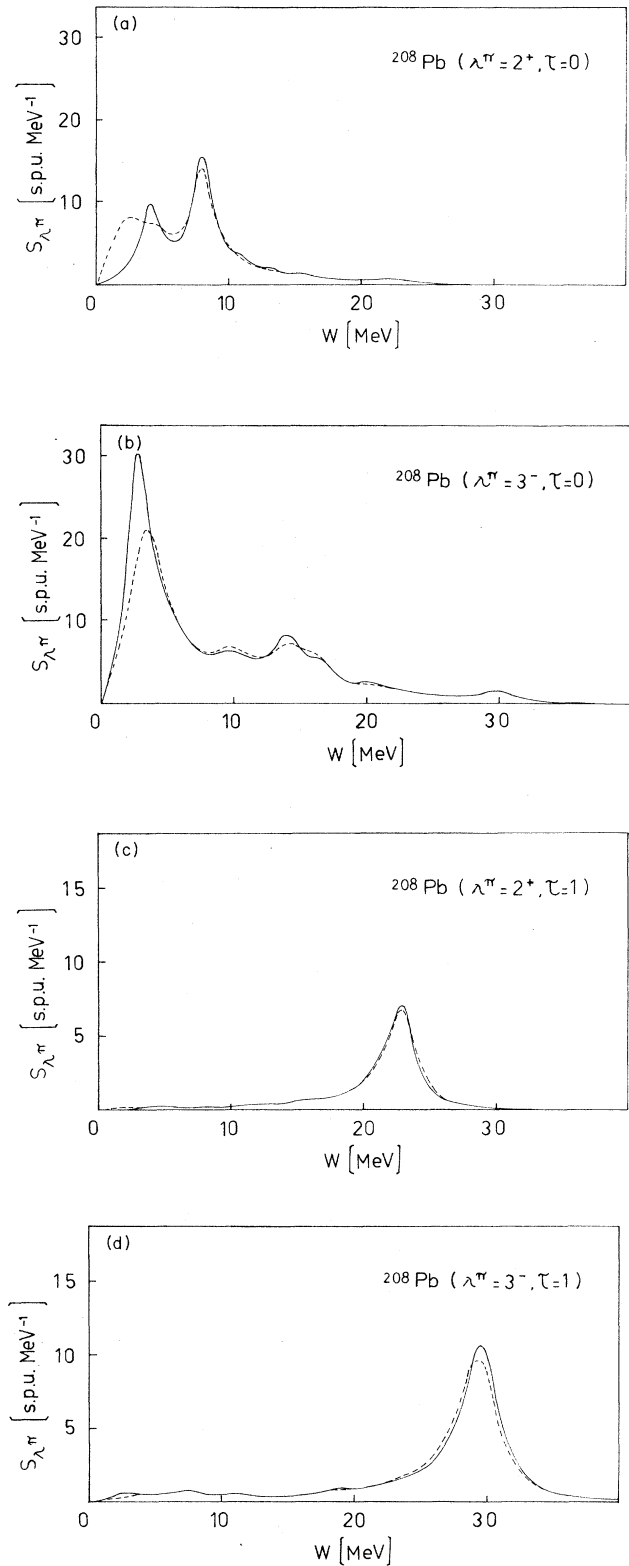 (a)
30
20
10
²⁰⁸Pb (λ^π = 2⁺, τ=0)
S_λ^π [s.p.u. MeV⁻¹]
0 10 20 30
W [MeV]
(b)
30
20
10
²⁰⁸Pb (λ^π = 3⁻, τ=0)
S_λ^π [s.p.u. MeV⁻¹]
0 10 20 30
W [MeV]
(c)
15
10
5
²⁰⁸Pb (λ^π = 2⁺, τ=1)
S_λ^π [s.p.u. MeV⁻¹]
0 10 20 30
W [MeV]
(d)
15
10
5
²⁰⁸Pb (λ^π = 3⁻, τ=1)
S_λ^π [s.p.u. MeV⁻¹]
0 10 20 30
W [MeV]